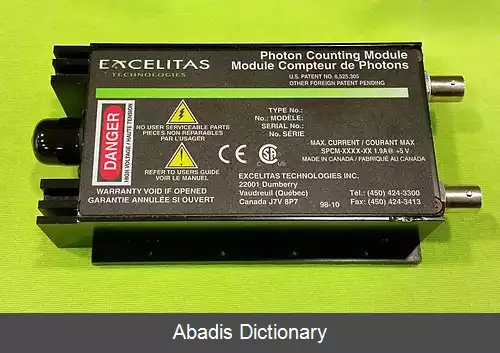 EXCELITAS
TECHNOLOGIES
Photon Counting Module
Module Compteur de Photons
U.S. PATENT NO. 6,525,305
OTHER FOREIGN PATENT PENDING
DANGER
HIGH VOLTAGE / HAUTE TENSION
NO USER SERVICEABLE PARTS
PIECES NON REPARABLES
PAR L'USAGER
REFER TO USERS GUIDE
VOIR LE MANUEL
WARRANTY VOID IF OPENED
GARANTIE ANNULÉE SI OUVERT
TYPE No.:
No.: MODÈLE:
SERIAL No.:
No. SÉRIE:
CE
MAX. CURRENT / COURANT MAX
SPCM-XXXX-XX 1.9A@ +5 V
MADE IN CANADA / FABRIQUÉ AU CANADA
EXCELITAS TECHNOLOGIES INC.
22001 Dumberry
Vaudreuil (Québec)
Canada J7V 8P7
98-10
Tél.: (450) 424-3300
Fax: (450) 424-3413
Abadis Dictionary